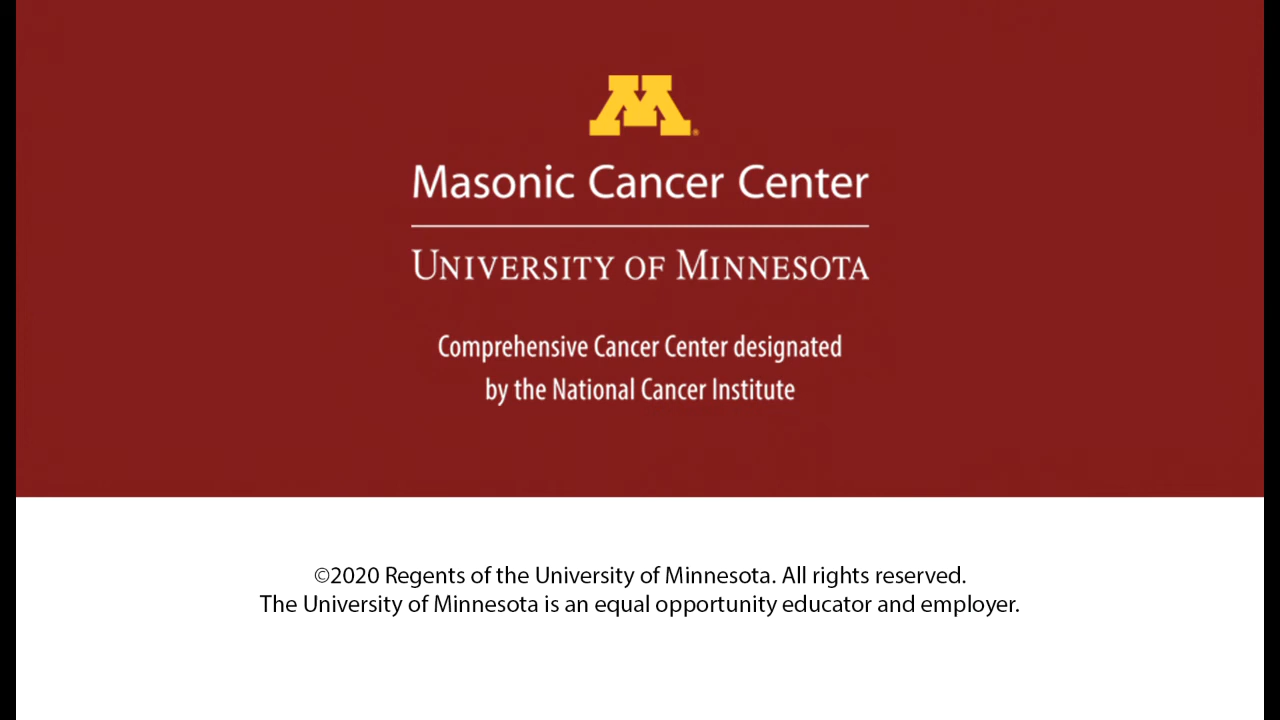 M
Masonic Cancer Center
UNIVERSITY OF MINNESOTA
Comprehensive Cancer Center designated
by the National Cancer Institute
©2020 Regents of the University of Minnesota. All rights reserved.
The University of Minnesota is an equal opportunity educator and employer.